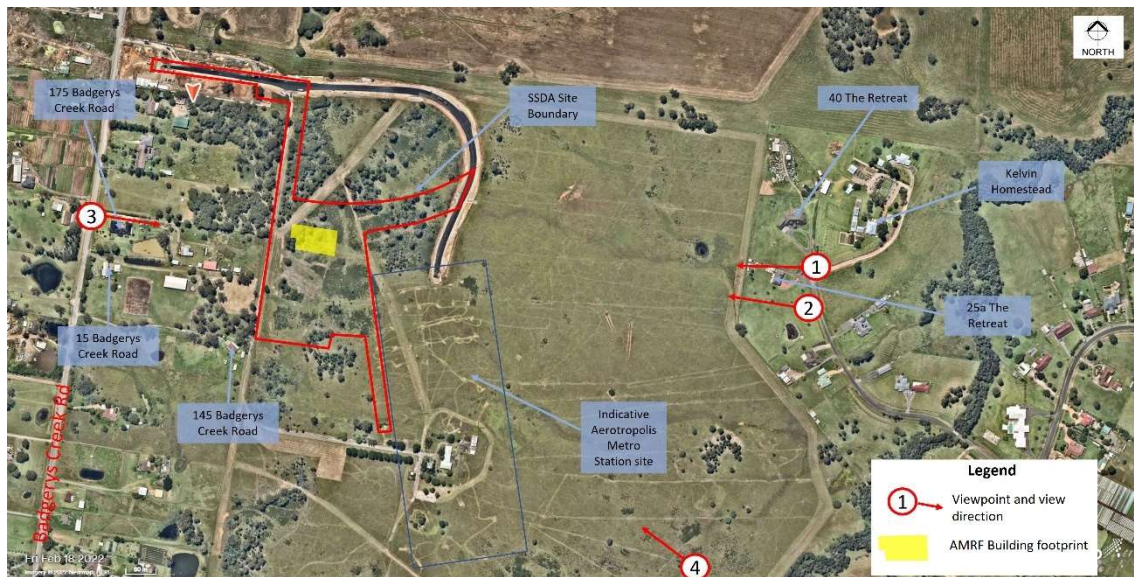 NORTH
175 Badgerys
Creek Road
SSDA Site
Boundary
40 The Retreat
Kelvin
Homestead
3
1
2
25a The
Retreat
15 Badgerys
Creek Road
145 Badgerys
Creek Road
Indicative
Aerotropolis
Metro
Station site
Badgerys Creek Rd
4
Legend
1
Viewpoint and view
direction
AMRF Building footprint
Fri Feb 18 2022